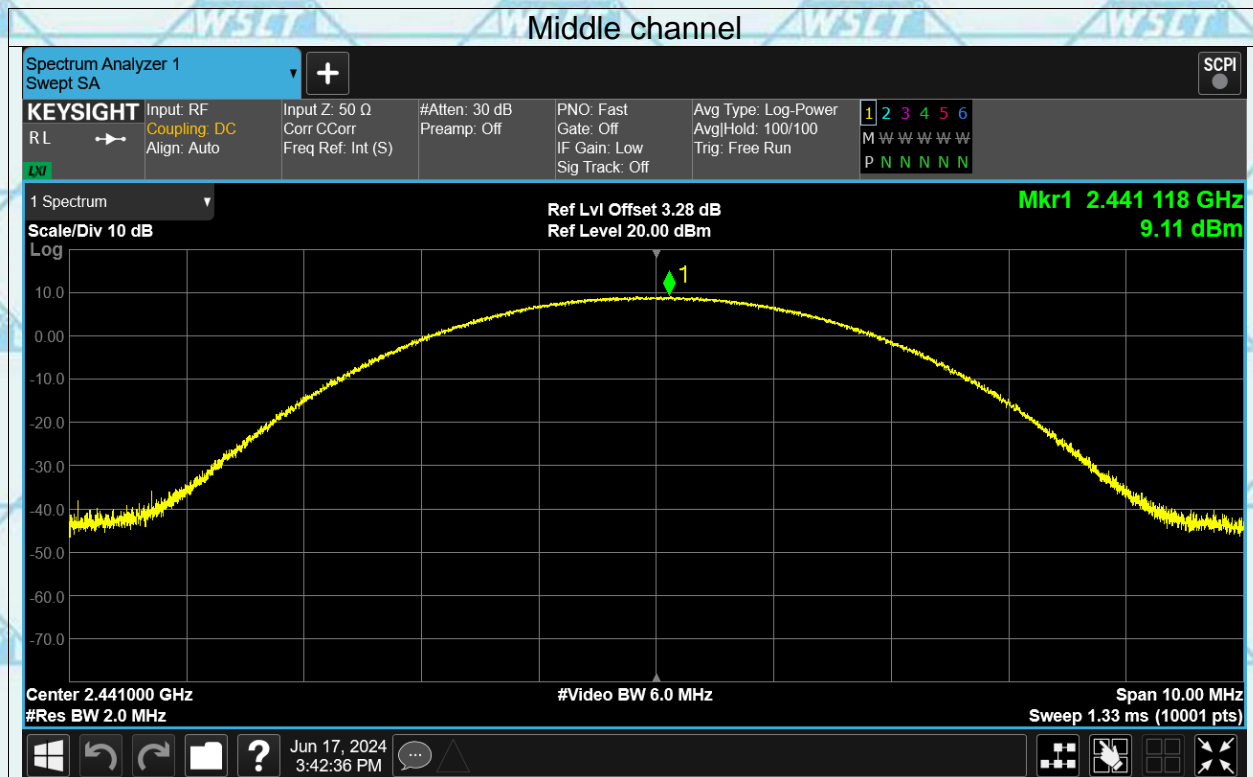 WSCT WSCT WSCT WSCT
Middle channel
Spectrum Analyzer 1
Swept SA
+
SCPI
KEYSIGHT
RL
LXI
Input: RF
Coupling: DC
Align: Auto
Input Z: 50 Ω
Corr CCorr
Freq Ref: Int (S)
#Atten: 30 dB
Preamp: Off
PNO: Fast
Gate: Off
IF Gain: Low
Sig Track: Off
Avg Type: Log-Power
Avg|Hold: 100/100
Trig: Free Run
1 2 3 4 5 6
M W W W W W
P N N N N N
1 Spectrum
Scale/Div 10 dB
Log
Ref Lvl Offset 3.28 dB
Ref Level 20.00 dBm
Mkr1 2.441 118 GHz
9.11 dBm
1
10.0
0.00
-10.0
-20.0
-30.0
-40.0
-50.0
-60.0
-70.0
Center 2.441000 GHz
#Res BW 2.0 MHz
#Video BW 6.0 MHz
Span 10.00 MHz
Sweep 1.33 ms (10001 pts)
?
Jun 17, 2024
3:42:36 PM